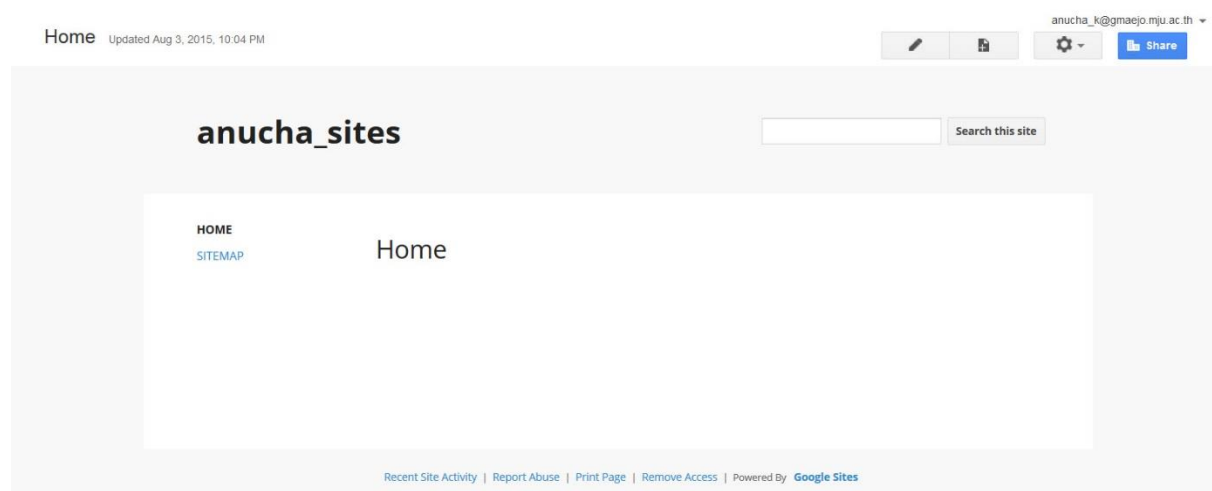 anucha_k@gmaejo.mju.ac.th
Home Updated Aug 3, 2015, 10:04 PM
Share
anucha_sites
Search this site
HOME
SITEMAP
Home
Recent Site Activity | Report Abuse | Print Page | Remove Access | Powered By Google Sites